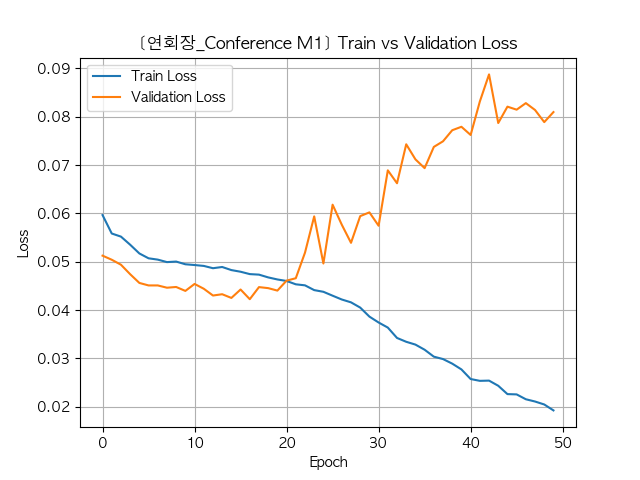 [연회장_Conference M1] Train vs Validation Loss
Train Loss
Validation Loss
Loss
0.09
0.08
0.07
0.06
0.05
0.04
0.03
0.02
0
10
20
30
40
50
Epoch